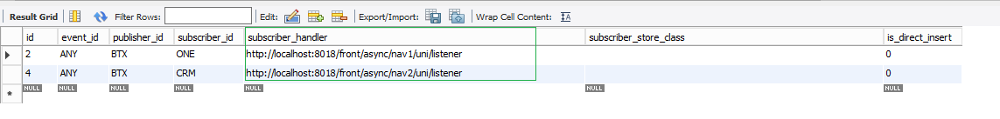 Result Grid Filter Rows: Edit: Export/Import: Wrap Cell Content: IA
id event_id publisher_id subscriber_id subscriber_handler subscriber_store_class is_direct_insert
2 ANY BTX ONE http://localhost:8018/front/async/nav1/uni/listener 0
4 ANY BTX CRM http://localhost:8018/front/async/nav2/uni/listener 0
NULL NULL NULL NULL NULL NULL NULL